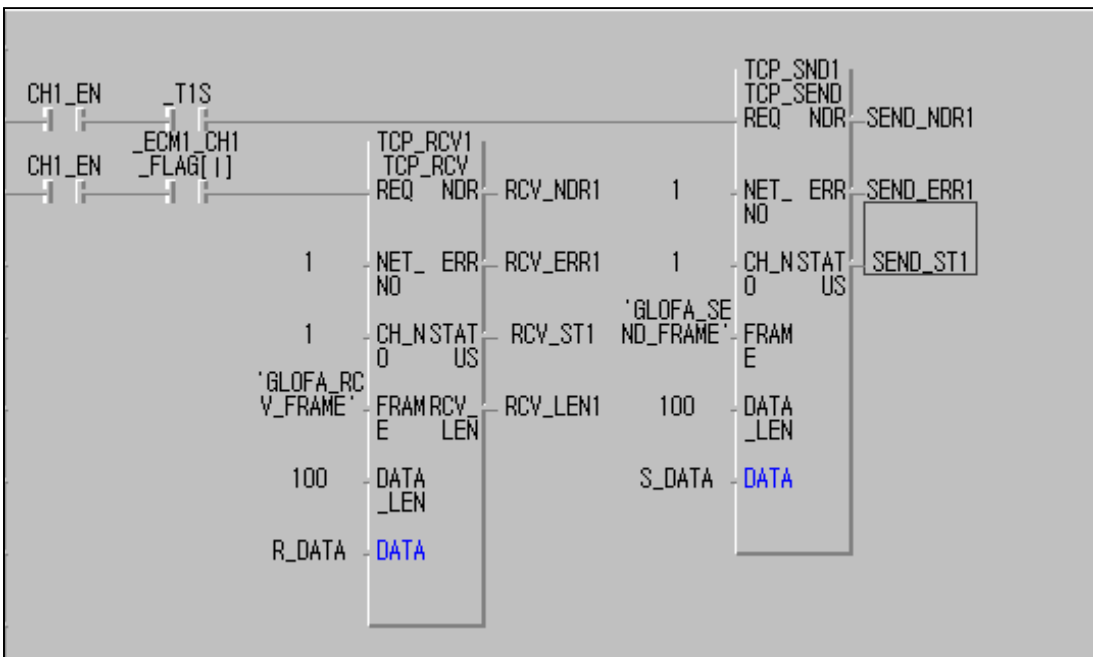 TCP_SND1
CH1_EN _T1S TCP_SEND
REQ NDR SEND_NDR1
_ECM1_CH1 TCP_RCV1
CH1_EN _FLAG[|] TCP_RCV
REQ NDR RCV_NDR1 1 NET_ ERR SEND_ERR1
NO
1 NET_ ERR RCV_ERR1 1 CH_N STAT SEND_ST1
NO O US
'GLOFA_SE
1 CH_N STAT RCV_ST1 ND_FRAME' FRAM
O US E
'GLOFA_RC
V_FRAME' FRAM RCV_ RCV_LEN1 100 DATA
E LEN _LEN
100 DATA S_DATA DATA
_LEN
R_DATA DATA